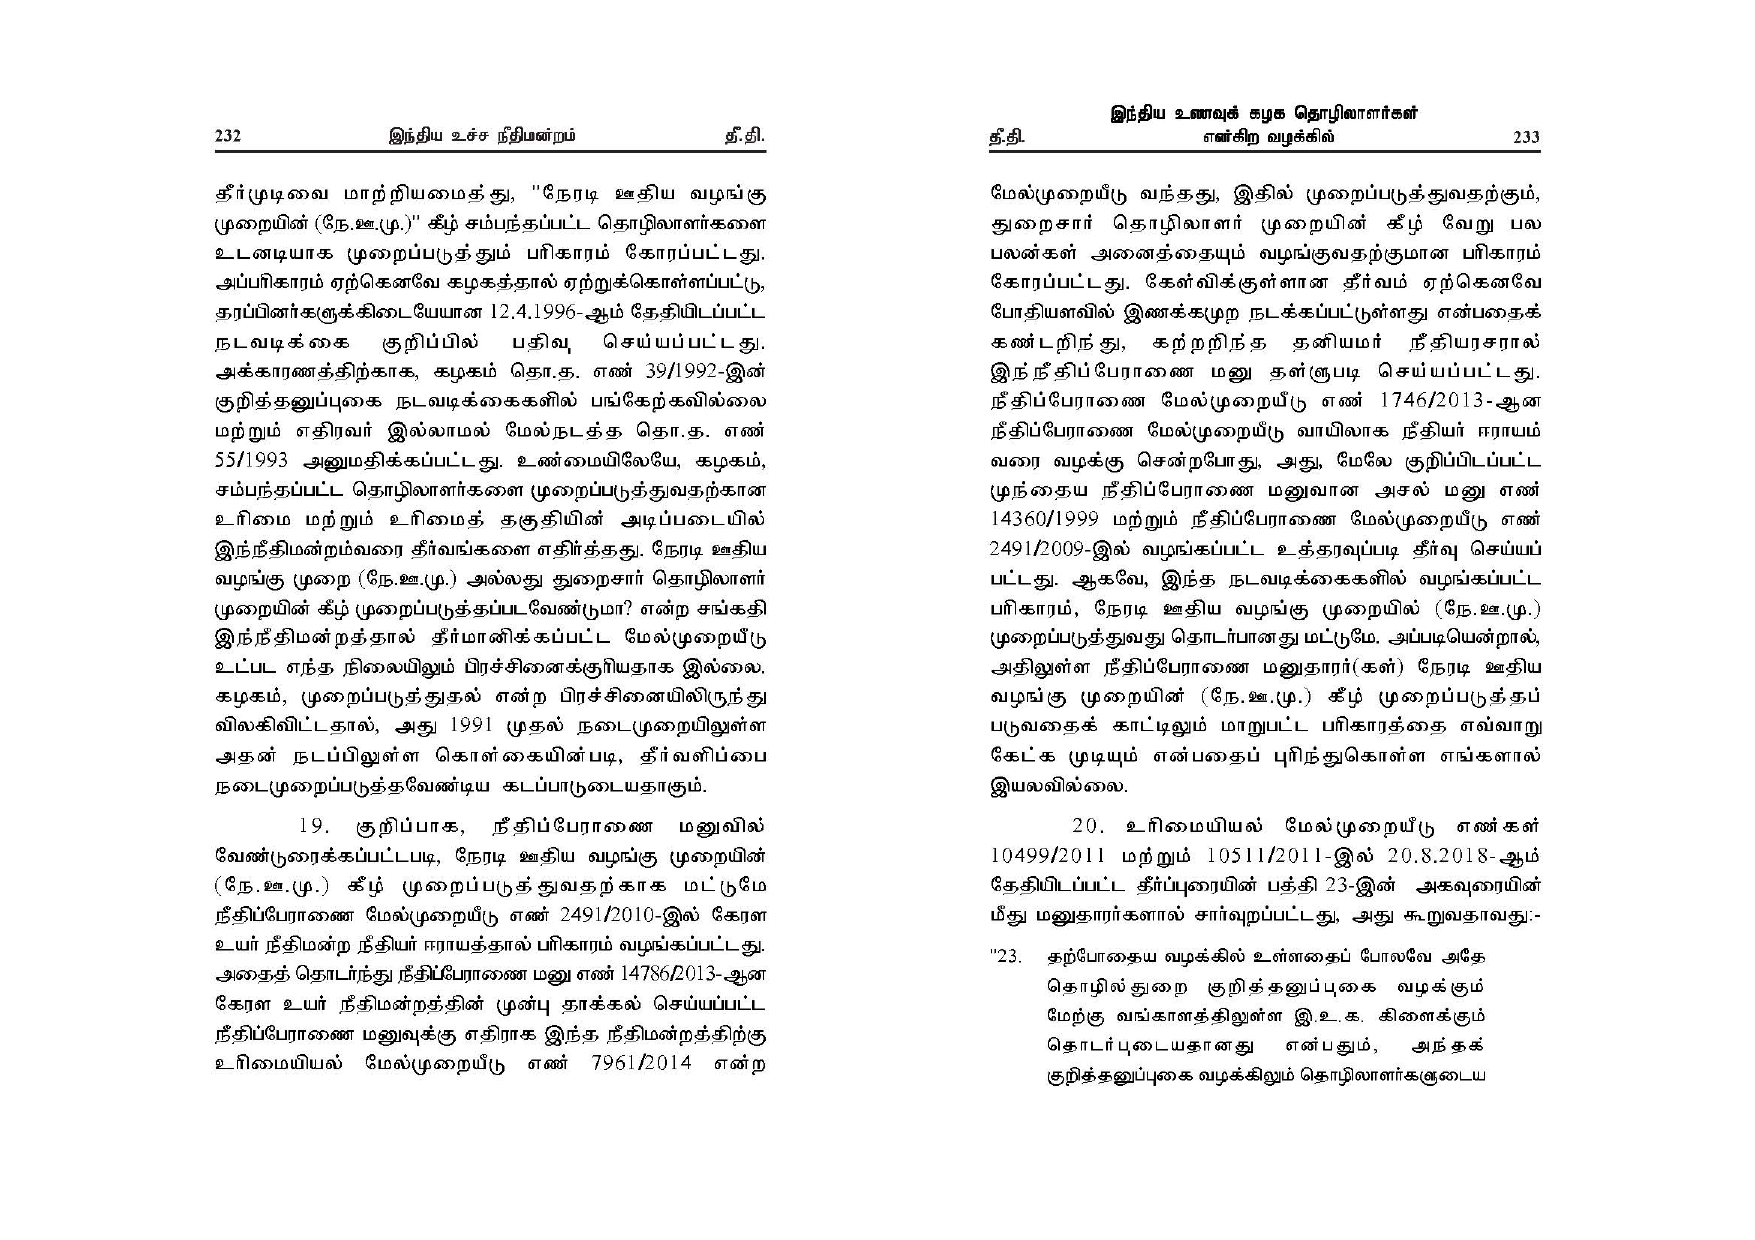 232 இந்திய உச்ச நீதிமன்றம் தீ.தி.
தீர்முடிவை மாற்றியமைத்து, "நேரடி ஊதிய வழங்கு
முறையின் (நே.ஊ.மு.)" கீழ் சம்பந்தப்பட்ட தொழிலாளர்களை
உடனடியாக முறைப்படுத்தும் பரிகாரம் கோரப்பட்டது.
அப்பரிகாரம் ஏற்கெனவே கழகத்தால் ஏற்றுக்கொள்ளப்பட்டு,
தரப்பினர்களுக்கிடையேயான 12.4.1996-ஆம் தேதியிடப்பட்ட
நடவடிக்கை குறிப்பில் பதிவு செய்யப்பட்டது.
அக்காரணத்திற்காக, கழகம் தொ.த. எண் 39/1992-இன்
குறித்தனுப்புகை நடவடிக்கைகளில் பங்கேற்கவில்லை
மற்றும் எதிரவர் இல்லாமல் மேல்நடத்த தொ.த. எண்
55/1993 அனுமதிக்கப்பட்டது. உண்மையிலேயே, கழகம்,
சம்பந்தப்பட்ட தொழிலாளர்களை முறைப்படுத்துவதற்கான
உரிமை மற்றும் உரிமைத் தகுதியின் அடிப்படையில்
இந்நீதிமன்றம்வரை தீர்வங்களை எதிர்த்தது. நேரடி ஊதிய
வழங்கு முறை (நே.ஊ.மு.) அல்லது துறைசார் தொழிலாளர்
முறையின் கீழ் முறைப்படுத்தப்படவேண்டுமா? என்ற சங்கதி
இந்நீதிமன்றத்தால் தீர்மானிக்கப்பட்ட மேல்முறையீடு
உட்பட எந்த நிலையிலும் பிரச்சினைக்குரியதாக இல்லை.
கழகம், முறைப்படுத்துதல் என்ற பிரச்சினையிலிருந்து
விலகிவிட்டதால், அது 1991 முதல் நடைமுறையிலுள்ள
அதன் நடப்பிலுள்ள கொள்கையின்படி, தீர்வளிப்பை
நடைமுறைப்படுத்தவேண்டிய கடப்பாடுடையதாகும்.
19. குறிப்பாக, நீதிப்பேராணை மனுவில்
வேண்டுரைக்கப்பட்டபடி, நேரடி ஊதிய வழங்கு முறையின்
(நே.ஊ.மு.) கீழ் முறைப்படுத்துவதற்காக மட்டுமே
நீதிப்பேராணை மேல்முறையீடு எண் 2491/2010-இல் கேரள
உயர் நீதிமன்ற நீதியர் ஈராயத்தால் பரிகாரம் வழங்கப்பட்டது.
அதைத் தொடர்ந்து நீதிப்பேராணை மனு எண் 14786/2013-ஆன
கேரள உயர் நீதிமன்றத்தின் முன்பு தாக்கல் செய்யப்பட்ட
நீதிப்பேராணை மனுவுக்கு எதிராக இந்த நீதிமன்றத்திற்கு
உரிமையியல் மேல்முறையீடு எண் 7961/2014 என்ற
இந்திய உணவுக் கழக தொழிலாளர்கள்
தீ.தி. என்கிற வழக்கில் 233
மேல்முறையீடு வந்தது, இதில் முறைப்படுத்துவதற்கும்,
துறைசார் தொழிலாளர் முறையின் கீழ் வேறு பல
பலன்கள் அனைத்தையும் வழங்குவதற்குமான பரிகாரம்
கோரப்பட்டது. கேள்விக்குள்ளான தீர்வம் ஏற்கெனவே
போதியளவில் இணக்கமுற நடக்கப்பட்டுள்ளது என்பதைக்
கண்டறிந்து, கற்றறிந்த தனியமர் நீதியரசரால்
இந்நீதிப்பேராணை மனு தள்ளுபடி செய்யப்பட்டது.
நீதிப்பேராணை மேல்முறையீடு எண் 1746/2013-ஆன
நீதிப்பேராணை மேல்முறையீடு வாயிலாக நீதியர் ஈராயம்
வரை வழக்கு சென்றபோது, அது, மேலே குறிப்பிடப்பட்ட
முந்தைய நீதிப்பேராணை மனுவான அசல் மனு எண்
14360/1999 மற்றும் நீதிப்பேராணை மேல்முறையீடு எண்
2491/2009-இல் வழங்கப்பட்ட உத்தரவுப்படி தீர்வு செய்யப்
பட்டது. ஆகவே, இந்த நடவடிக்கைகளில் வழங்கப்பட்ட
பரிகாரம், நேரடி ஊதிய வழங்கு முறையில் (நே.ஊ.மு.)
முறைப்படுத்துவது தொடர்பானது மட்டுமே. அப்படியென்றால்,
அதிலுள்ள நீதிப்பேராணை மனுதாரர்(கள்) நேரடி ஊதிய
வழங்கு முறையின் (நே.ஊ.மு.) கீழ் முறைப்படுத்தப்
படுவதைக் காட்டிலும் மாறுபட்ட பரிகாரத்தை எவ்வாறு
கேட்க முடியும் என்பதைப் புரிந்துகொள்ள எங்களால்
இயலவில்லை.
20. உரிமையியல் மேல்முறையீடு எண்கள்
10499/2011 மற்றும் 10511/2011-இல் 20.8.2018-ஆம்
தேதியிடப்பட்ட தீர்ப்புரையின் பத்தி 23-இன் அகவுரையின்
மீது மனுதாரர்களால் சார்வுறப்பட்டது, அது கூறுவதாவது:-
"23. தற்போதைய வழக்கில் உள்ளதைப் போலவே அதே
தொழில்துறை குறித்தனுப்புகை வழக்கும்
மேற்கு வங்காளத்திலுள்ள இ.உ.க. கிளைக்கும்
தொடர்புடையதானது என்பதும், அந்தக்
குறித்தனுப்புகை வழக்கிலும் தொழிலாளர்களுடைய